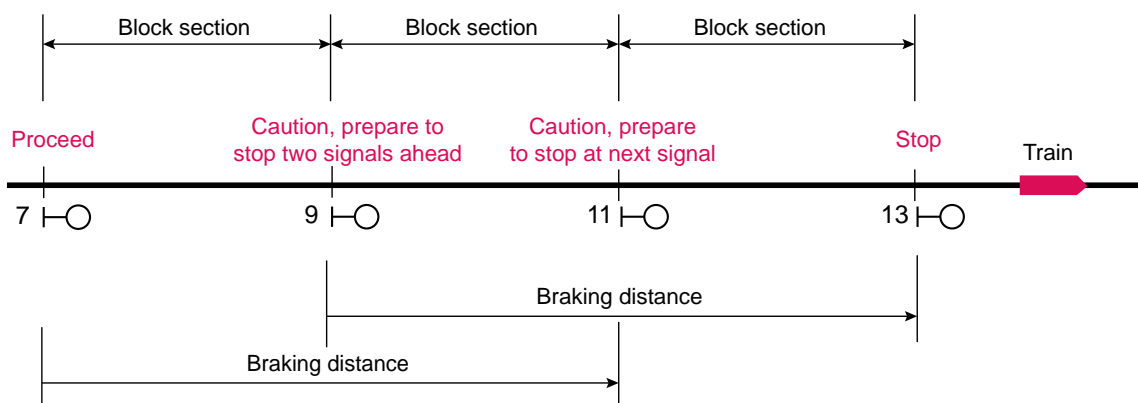 Block section
Block section
Block section
Proceed
Caution, prepare to
stop two signals ahead
Caution, prepare
to stop at next signal
Stop
Train
7
9
11
13
Braking distance
Braking distance